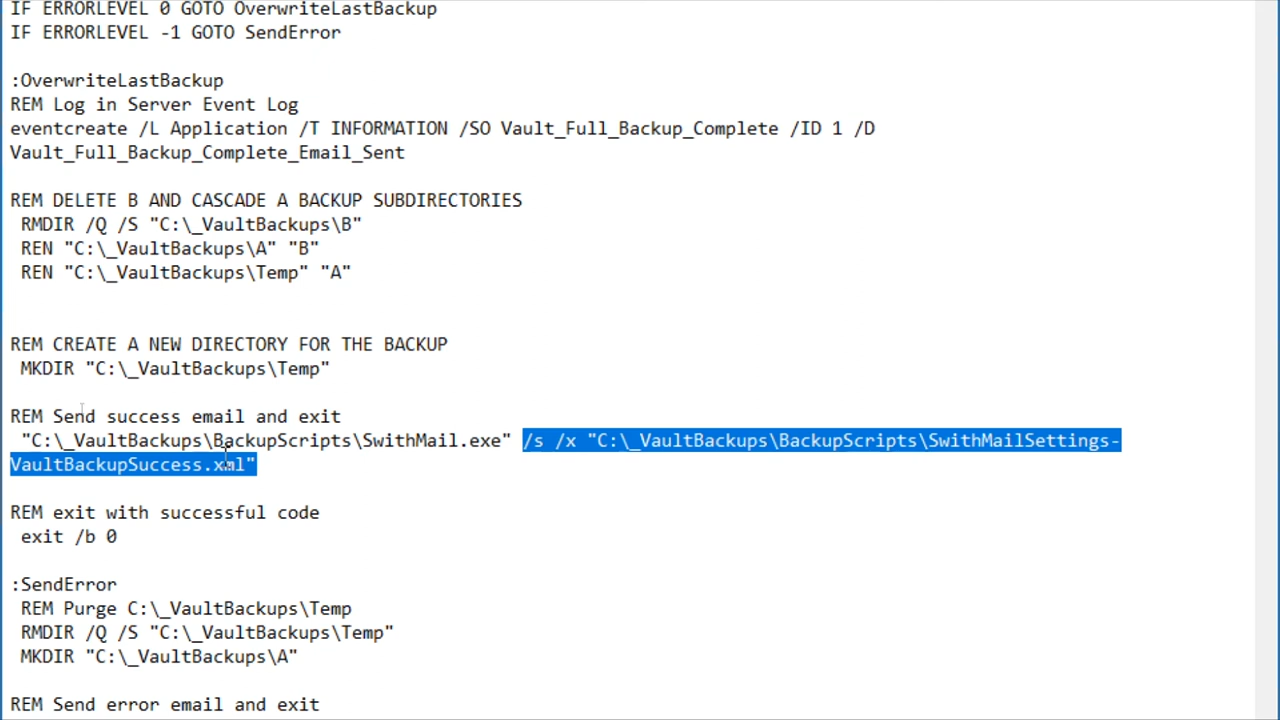 IF ERRORLEVEL 0 GOTO OverwriteLastBackup
IF ERRORLEVEL -1 GOTO SendError
:OverwriteLastBackup
REM Log in Server Event Log
eventcreate /L Application /T INFORMATION /SO Vault_Full_Backup_Complete /ID 1 /D
Vault_Full_Backup_Complete_Email_Sent
REM DELETE B AND CASCADE A BACKUP SUBDIRECTORIES
RMDIR /Q /S "C:\_VaultBackups\B"
REN "C:\_VaultBackups\A" "B"
REN "C:\_VaultBackups\Temp" "A"
REM CREATE A NEW DIRECTORY FOR THE BACKUP
MKDIR "C:\_VaultBackups\Temp"
REM Send success email and exit
"C:\_VaultBackups\BackupScripts\SwithMail.exe" /s /x "C:\_VaultBackups\BackupScripts\SwithMailSettings-
VaultBackupSuccess.xml"
REM exit with successful code
exit /b 0
:SendError
REM Purge C:\_VaultBackups\Temp
RMDIR /Q /S "C:\_VaultBackups\Temp"
MKDIR "C:\_VaultBackups\A"
REM Send error email and exit